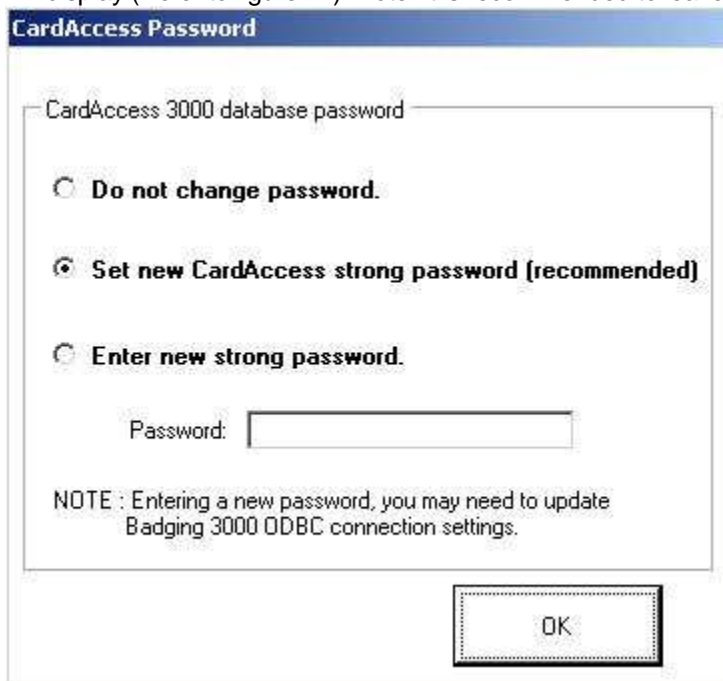 CardAccess Password
CardAccess 3000 database password
Do not change password.
Set new CardAccess strong password (recommended)
Enter new strong password.
Password:
NOTE : Entering a new password, you may need to update
Badging 3000 ODBC connection settings.
OK